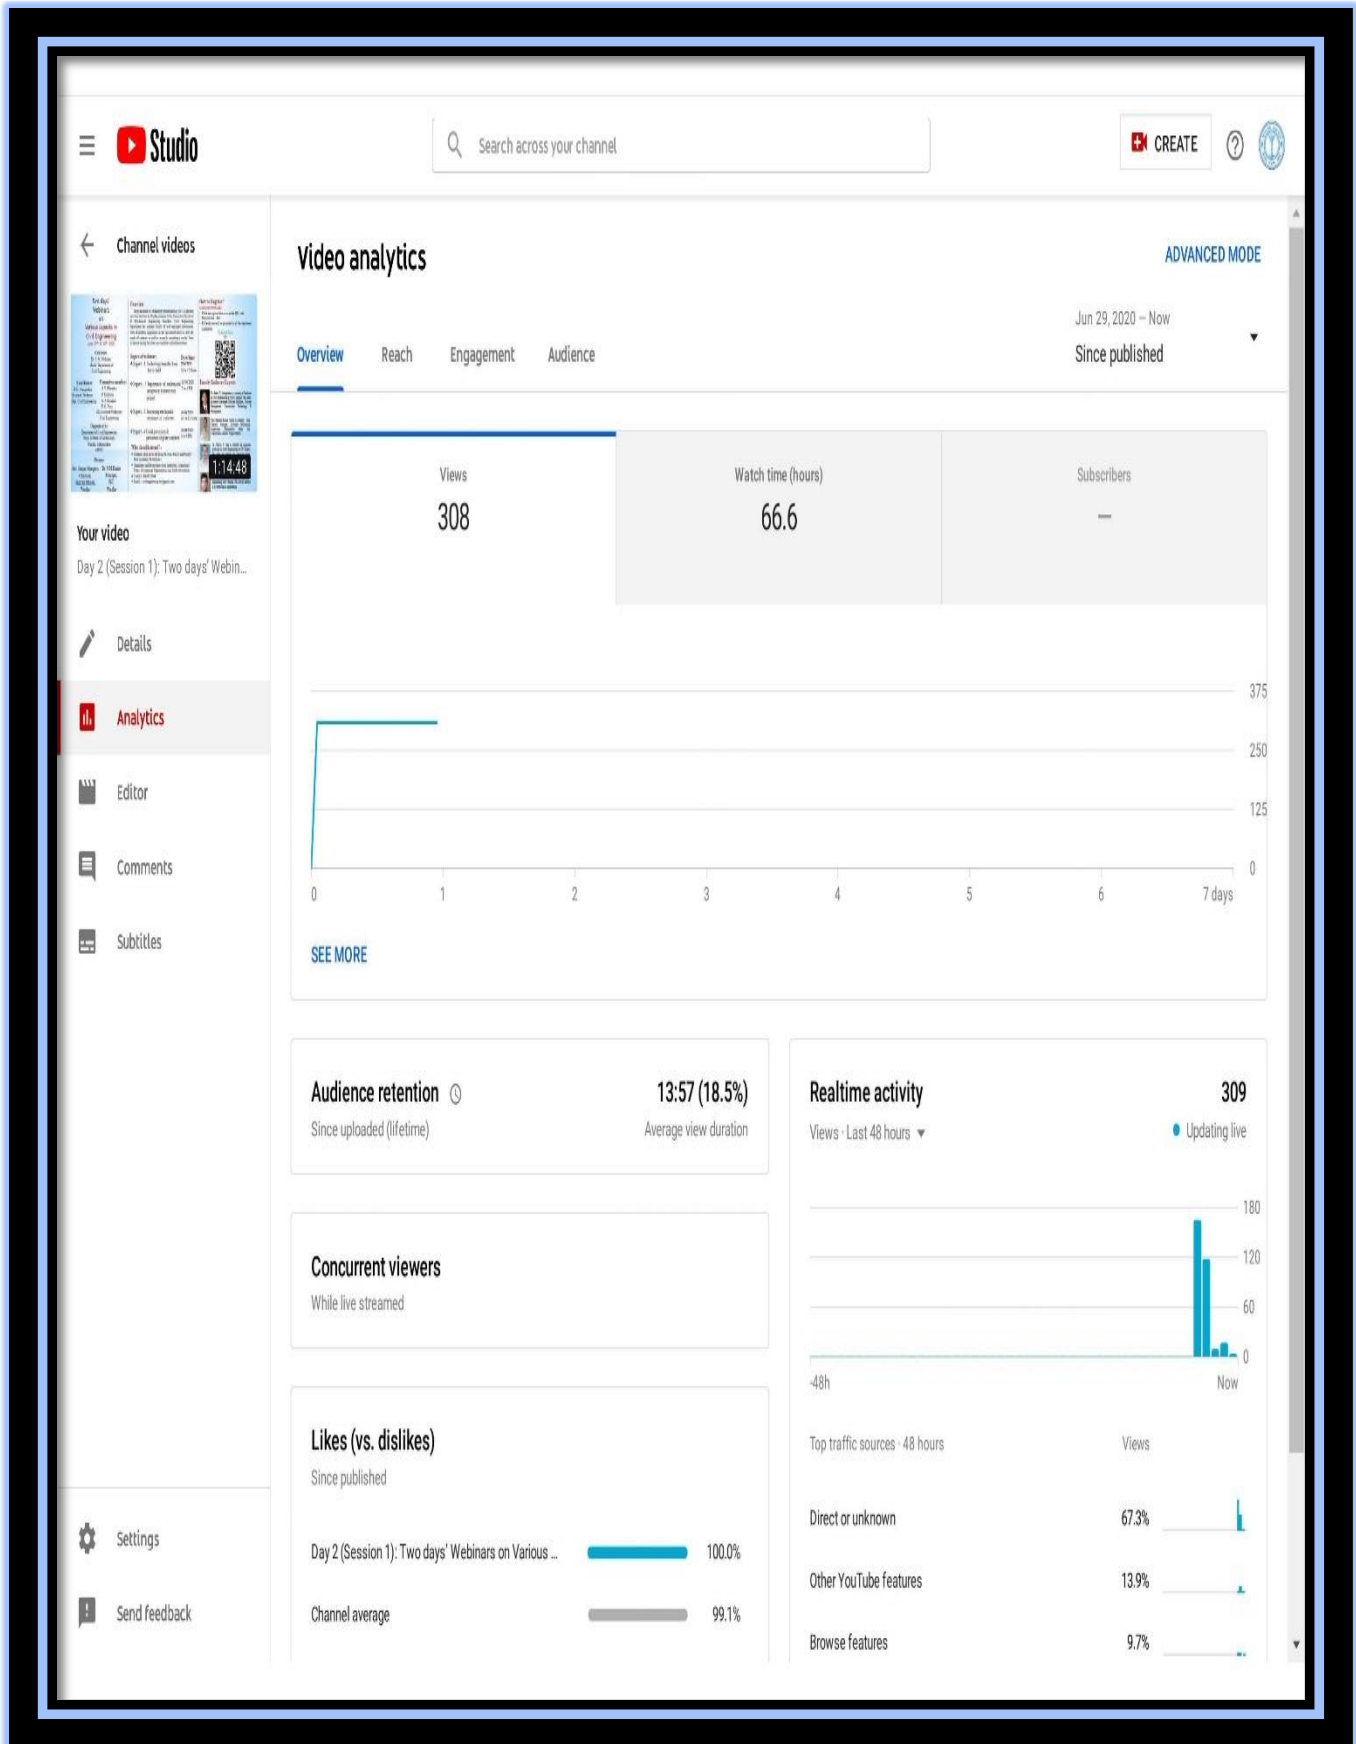 Studio
Search across your channel
CREATE
Channel videos
Video analytics
ADVANCED MODE
Jun 29, 2020 – Now
Since published
Overview
Reach
Engagement
Audience
Webinars
on
Various Aspects in
Civil Engineering
1:14:48
Your video
Day 2 (Session 1): Two days' Webin...
Details
Analytics
Editor
Comments
Subtitles
Settings
Send feedback
Views
308
Watch time (hours)
66.6
Subscribers
—
375
250
125
0
0 1 2 3 4 5 6 7 days
SEE MORE
Audience retention
13:57 (18.5%)
Since uploaded (lifetime)
Average view duration
Concurrent viewers
While live streamed
Likes (vs. dislikes)
Since published
Day 2 (Session 1): Two days' Webinars on Various ...
100.0%
Channel average
99.1%
Realtime activity
309
Views · Last 48 hours
Updating live
180
120
60
0
-48h
Now
Top traffic sources · 48 hours
Views
Direct or unknown
67.3%
Other YouTube features
13.9%
Browse features
9.7%